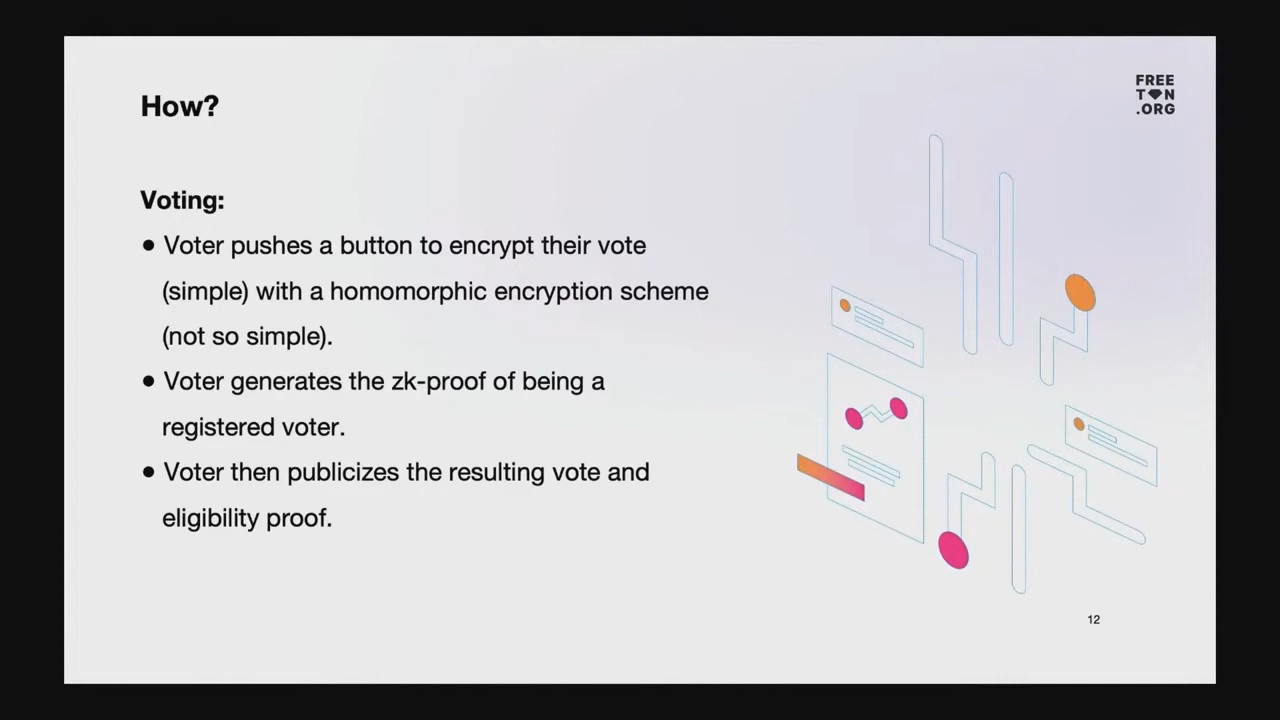 How?
FREE
TON
.ORG
Voting:
● Voter pushes a button to encrypt their vote
(simple) with a homomorphic encryption scheme
(not so simple).
● Voter generates the zk-proof of being a
registered voter.
● Voter then publicizes the resulting vote and
eligibility proof.
12